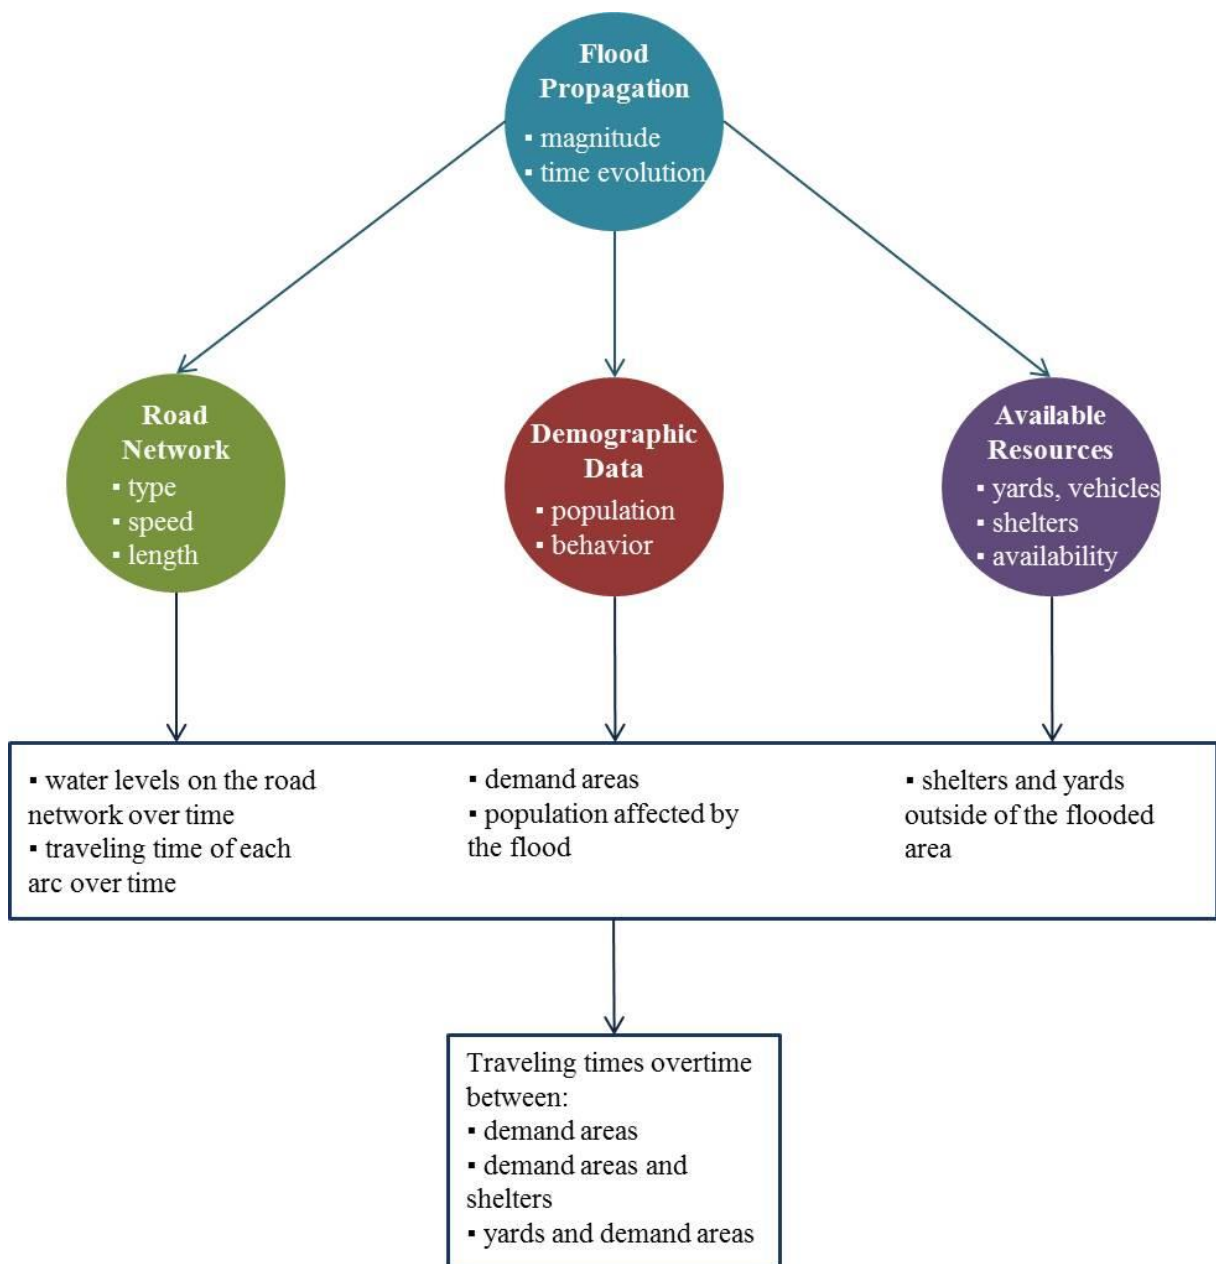 Flood
Propagation
▪ magnitude
▪ time evolution
Road
Network
▪ type
▪ speed
▪ length
Demographic
Data
▪ population
▪ behavior
Available
Resources
▪ yards, vehicles
▪ shelters
▪ availability
▪ water levels on the road
network over time
▪ traveling time of each
arc over time
▪ demand areas
▪ population affected by
the flood
▪ shelters and yards
outside of the flooded
area
Traveling times overtime
between:
▪ demand areas
▪ demand areas and
shelters
▪ yards and demand areas